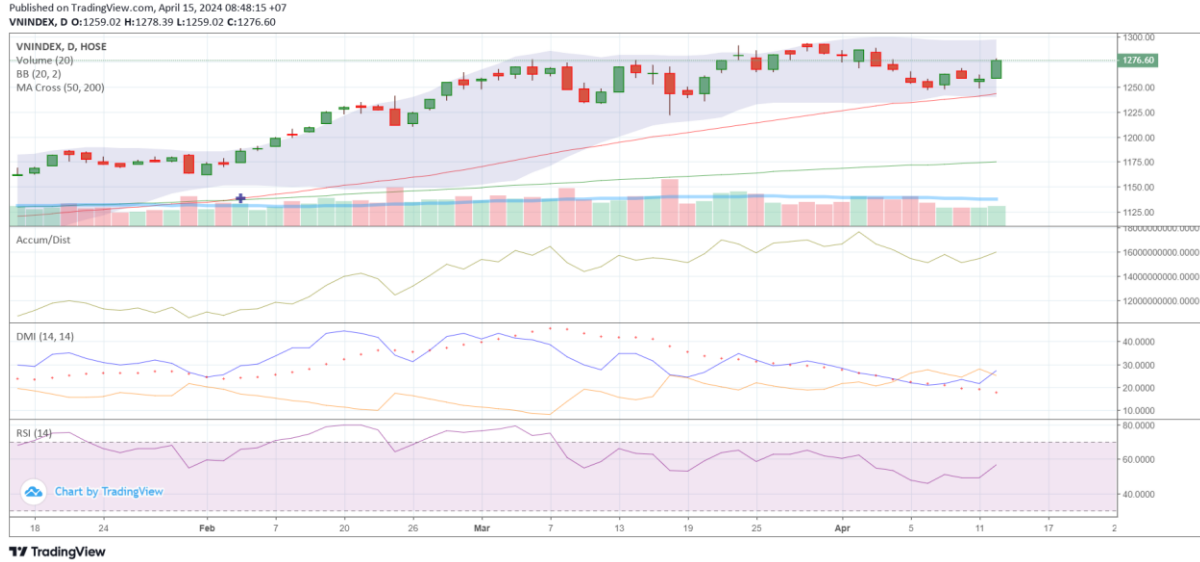 Published on TradingView.com, April 15, 2024 08:48:15 +07
VNINDEX, D O:1259.02 H:1278.39 L:1259.02 C:1276.60
VNINDEX, D, HOSE
Volume (20)
BB (20, 2)
MA Cross (50, 200)
1300.00
1276.60
1250.00
1225.00
1200.00
1175.00
1150.00
1125.00
Accum/Dist
18000000000.0000
16000000000.0000
14000000000.0000
12000000000.0000
DMI (14, 14)
40.0000
30.0000
20.0000
10.0000
RSI (14)
80.0000
60.0000
40.0000
Chart by TradingView
18 24 Feb 7 20 26 Mar 7 13 19 25 Apr 5 11 17 2
TradingView